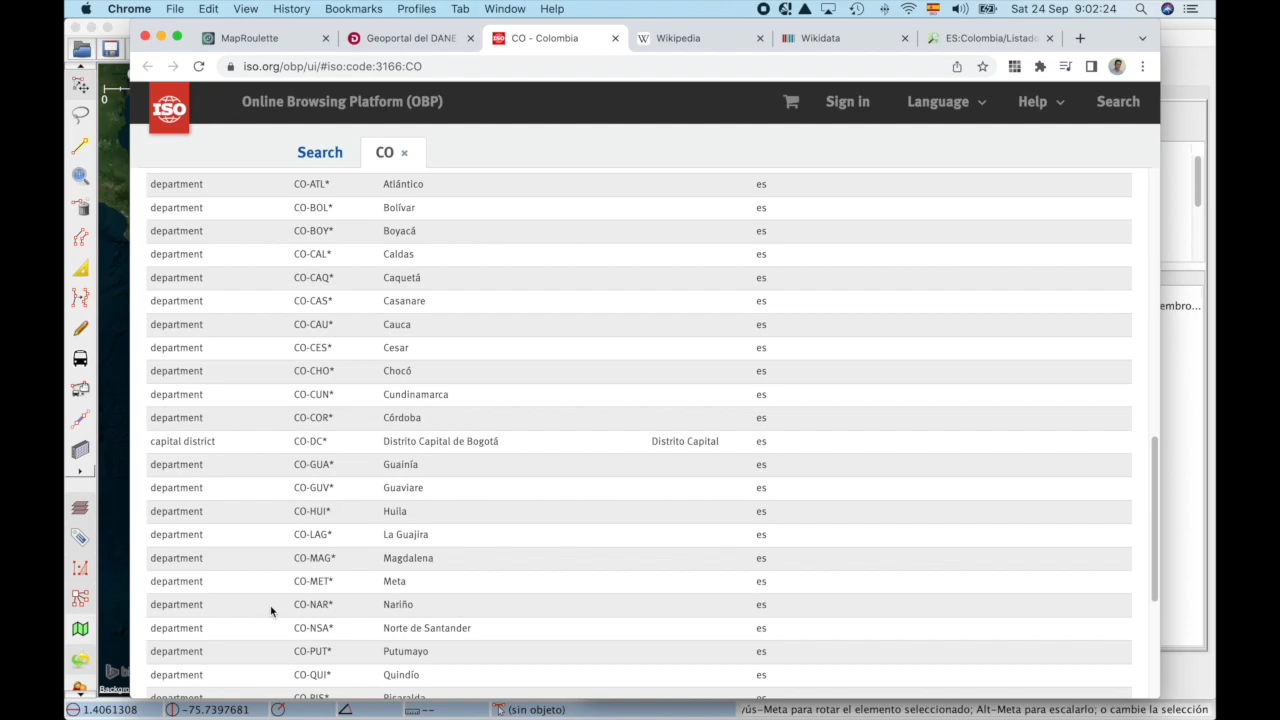 Chrome File Edit View History Bookmarks Profiles Tab Window Help Sat 24 Sep 9:02:24
MapRoulette
Geoportal del DANE
CO - Colombia
Wikipedia
Wikidata
ES:Colombia/Listado
iso.org/obp/ui/#iso:code:3166:CO
ISO
Online Browsing Platform (OBP)
Sign in Language Help Search
Search CO ×
0
department CO-ATL* Atlántico es
department CO-BOL* Bolívar es
department CO-BOY* Boyacá es
department CO-CAL* Caldas es
department CO-CAQ* Caquetá es
department CO-CAS* Casanare es
embro...
department CO-CAU* Cauca es
department CO-CES* Cesar es
department CO-CHO* Chocó es
department CO-CUN* Cundinamarca es
department CO-COR* Córdoba es
capital district CO-DC* Distrito Capital de Bogotá Distrito Capital es
department CO-GUA* Guainía es
department CO-GUV* Guaviare es
department CO-HUI* Huila es
department CO-LAG* La Guajira es
department CO-MAG* Magdalena es
department CO-MET* Meta es
department CO-NAR* Nariño es
department CO-NSA* Norte de Santander es
department CO-PUT* Putumayo es
department CO-QUI* Quindío es
department CO-RIS* Risaralda es
Backgro
1.4061308 -75.7397681 -- (sin objeto) /ús-Meta para rotar el elemento seleccionado; Alt-Meta para escalarlo; o cambie la selección